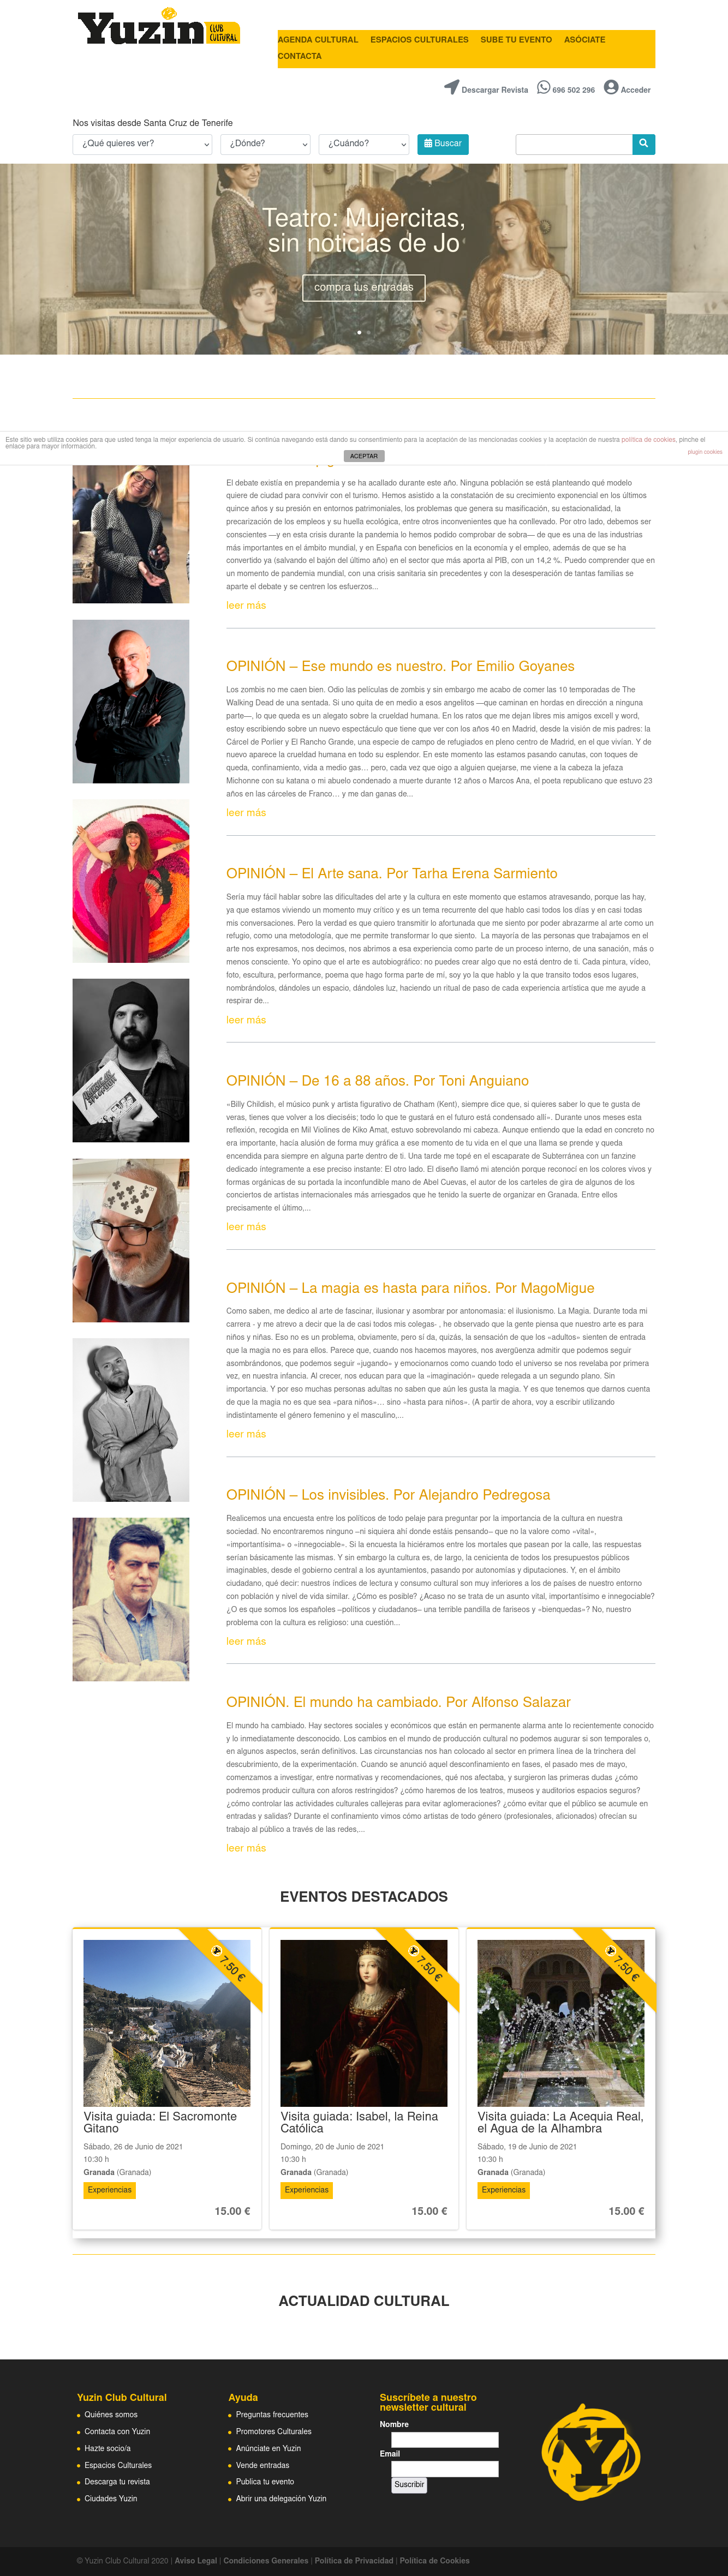 Yuzin
CLUB
CULTURAL
AGENDA CULTURAL ESPACIOS CULTURALES SUBE TU EVENTO ASÓCIATE
CONTACTA
Descargar Revista 696 502 296 Acceder
Nos visitas desde Santa Cruz de Tenerife
¿Qué quieres ver? ¿Dónde? ¿Cuándo? Buscar
Teatro: Mujercitas,
sin noticias de Jo
compra tus entradas
Este sitio web utiliza cookies para que usted tenga la mejor experiencia de usuario. Si continúa navegando está dando su consentimiento para la aceptación de las mencionadas cookies y la aceptación de nuestra política de cookies, pinche el
enlace para mayor información.
plugin cookies
ACEPTAR
El debate existía en prepandemia y se ha acallado durante este año. Ninguna población se está planteando qué modelo
quiere de ciudad para convivir con el turismo. Hemos asistido a la constatación de su crecimiento exponencial en los últimos
quince años y su presión en entornos patrimoniales, los problemas que genera su masificación, su estacionalidad, la
precarización de los empleos y su huella ecológica, entre otros inconvenientes que ha conllevado. Por otro lado, debemos ser
conscientes —y en esta crisis durante la pandemia lo hemos podido comprobar de sobra— de que es una de las industrias
más importantes en el ámbito mundial, y en España con beneficios en la economía y el empleo, además de que se ha
convertido ya (salvando el bajón del último año) en el sector que más aporta al PIB, con un 14,2 %. Puedo comprender que en
un momento de pandemia mundial, con una crisis sanitaria sin precedentes y con la desesperación de tantas familias se
aparte el debate y se centren los esfuerzos...
leer más
OPINIÓN – Ese mundo es nuestro. Por Emilio Goyanes
Los zombis no me caen bien. Odio las películas de zombis y sin embargo me acabo de comer las 10 temporadas de The
Walking Dead de una sentada. Si uno quita de en medio a esos angelitos —que caminan en hordas en dirección a ninguna
parte—, lo que queda es un alegato sobre la crueldad humana. En los ratos que me dejan libres mis amigos excell y word,
estoy escribiendo sobre un nuevo espectáculo que tiene que ver con los años 40 en Madrid, desde la visión de mis padres: la
Cárcel de Porlier y El Rancho Grande, una especie de campo de refugiados en pleno centro de Madrid, en el que vivían. Y de
nuevo aparece la crueldad humana en todo su esplendor. En este momento las estamos pasando canutas, con toques de
queda, confinamiento, vida a medio gas… pero, cada vez que oigo a alguien quejarse, me viene a la cabeza la jefaza
Michonne con su katana o mi abuelo condenado a muerte durante 12 años o Marcos Ana, el poeta republicano que estuvo 23
años en las cárceles de Franco… y me dan ganas de...
leer más
OPINIÓN – El Arte sana. Por Tarha Erena Sarmiento
Sería muy fácil hablar sobre las dificultades del arte y la cultura en este momento que estamos atravesando, porque las hay,
ya que estamos viviendo un momento muy crítico y es un tema recurrente del que hablo casi todos los días y en casi todas
mis conversaciones. Pero la verdad es que quiero transmitir lo afortunada que me siento por poder abrazarme al arte como un
refugio, como una metodología, que me permite transformar lo que siento. La mayoría de las personas que trabajamos en el
arte nos expresamos, nos decimos, nos abrimos a esa experiencia como parte de un proceso interno, de una sanación, más o
menos consciente. Yo opino que el arte es autobiográfico: no puedes crear algo que no está dentro de ti. Cada pintura, vídeo,
foto, escultura, performance, poema que hago forma parte de mí, soy yo la que hablo y la que transito todos esos lugares,
nombrándolos, dándoles un espacio, dándoles luz, haciendo un ritual de paso de cada experiencia artística que me ayude a
respirar de...
leer más
OPINIÓN – De 16 a 88 años. Por Toni Anguiano
«Billy Childish, el músico punk y artista figurativo de Chatham (Kent), siempre dice que, si quieres saber lo que te gusta de
veras, tienes que volver a los dieciséis; todo lo que te gustará en el futuro está condensado allí». Durante unos meses esta
reflexión, recogida en Mil Violines de Kiko Amat, estuvo sobrevolando mi cabeza. Aunque entiendo que la edad en concreto no
era importante, hacía alusión de forma muy gráfica a ese momento de tu vida en el que una llama se prende y queda
encendida para siempre en alguna parte dentro de ti. Una tarde me topé en el escaparate de Subterránea con un fanzine
dedicado íntegramente a ese preciso instante: El otro lado. El diseño llamó mi atención porque reconocí en los colores vivos y
formas orgánicas de su portada la inconfundible mano de Abel Cuevas, el autor de los carteles de gira de algunos de los
conciertos de artistas internacionales más arriesgados que he tenido la suerte de organizar en Granada. Entre ellos
precisamente el último,...
leer más
OPINIÓN – La magia es hasta para niños. Por MagoMigue
Como saben, me dedico al arte de fascinar, ilusionar y asombrar por antonomasia: el ilusionismo. La Magia. Durante toda mi
carrera - y me atrevo a decir que la de casi todos mis colegas- , he observado que la gente piensa que nuestro arte es para
niños y niñas. Eso no es un problema, obviamente, pero sí da, quizás, la sensación de que los «adultos» sienten de entrada
que la magia no es para ellos. Parece que, cuando nos hacemos mayores, nos avergüenza admitir que podemos seguir
asombrándonos, que podemos seguir «jugando» y emocionarnos como cuando todo el universo se nos revelaba por primera
vez, en nuestra infancia. Al crecer, nos educan para que la «imaginación» quede relegada a un segundo plano. Sin
importancia. Y por eso muchas personas adultas no saben que aún les gusta la magia. Y es que tenemos que darnos cuenta
de que la magia no es que sea «para niños»… sino «hasta para niños». (A partir de ahora, voy a escribir utilizando
indistintamente el género femenino y el masculino,...
leer más
OPINIÓN – Los invisibles. Por Alejandro Pedregosa
Realicemos una encuesta entre los políticos de todo pelaje para preguntar por la importancia de la cultura en nuestra
sociedad. No encontraremos ninguno –ni siquiera ahí donde estáis pensando– que no la valore como «vital»,
«importantísima» o «innegociable». Si la encuesta la hiciéramos entre los mortales que pasean por la calle, las respuestas
serían básicamente las mismas. Y sin embargo la cultura es, de largo, la cenicienta de todos los presupuestos públicos
imaginables, desde el gobierno central a los ayuntamientos, pasando por autonomías y diputaciones. Y, en el ámbito
ciudadano, qué decir: nuestros índices de lectura y consumo cultural son muy inferiores a los de países de nuestro entorno
con población y nivel de vida similar. ¿Cómo es posible? ¿Acaso no se trata de un asunto vital, importantísimo e innegociable?
¿O es que somos los españoles –políticos y ciudadanos– una terrible pandilla de fariseos y «bienquedas»? No, nuestro
problema con la cultura es religioso: una cuestión...
leer más
OPINIÓN. El mundo ha cambiado. Por Alfonso Salazar
El mundo ha cambiado. Hay sectores sociales y económicos que están en permanente alarma ante lo recientemente conocido
y lo inmediatamente desconocido. Los cambios en el mundo de producción cultural no podemos augurar si son temporales o,
en algunos aspectos, serán definitivos. Las circunstancias nos han colocado al sector en primera línea de la trinchera del
descubrimiento, de la experimentación. Cuando se anunció aquel desconfinamiento en fases, el pasado mes de mayo,
comenzamos a investigar, entre normativas y recomendaciones, qué nos afectaba, y surgieron las primeras dudas ¿cómo
podremos producir cultura con aforos restringidos? ¿cómo haremos de los teatros, museos y auditorios espacios seguros?
¿cómo controlar las actividades culturales callejeras para evitar aglomeraciones? ¿cómo evitar que el público se acumule en
entradas y salidas? Durante el confinamiento vimos cómo artistas de todo género (profesionales, aficionados) ofrecían su
trabajo al público a través de las redes,...
leer más
EVENTOS DESTACADOS
7.50 € 7.50 € 7.50 €
Visita guiada: El Sacromonte
Gitano
Sábado, 26 de Junio de 2021
10:30 h
Granada (Granada)
Experiencias
15.00 €
Visita guiada: Isabel, la Reina
Católica
Domingo, 20 de Junio de 2021
10:30 h
Granada (Granada)
Experiencias
15.00 €
Visita guiada: La Acequia Real,
el Agua de la Alhambra
Sábado, 19 de Junio de 2021
10:30 h
Granada (Granada)
Experiencias
15.00 €
ACTUALIDAD CULTURAL
Yuzin Club Cultural
Quiénes somos
Contacta con Yuzin
Hazte socio/a
Espacios Culturales
Descarga tu revista
Ciudades Yuzin
Ayuda
Preguntas frecuentes
Promotores Culturales
Anúnciate en Yuzin
Vende entradas
Publica tu evento
Abrir una delegación Yuzin
Suscríbete a nuestro
newsletter cultural
Nombre
Email
Suscribir
Y
© Yuzin Club Cultural 2020 | Aviso Legal | Condiciones Generales | Política de Privacidad | Política de Cookies